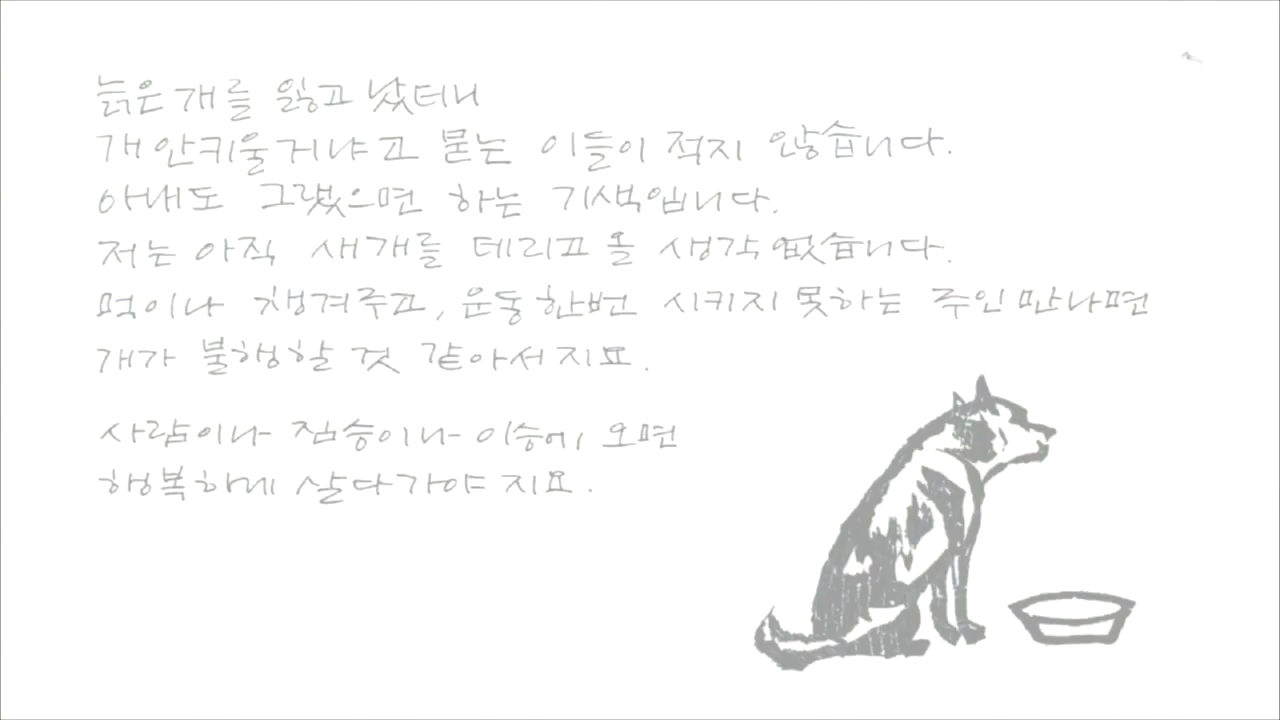 늙은 개를 잃고 났더니
개 안키울거냐고 묻는 이들이 적지 않습니다.
아내도 그랬으면 하는 기색입니다.
저는 아직 새개를 데리고 올 생각 없습니다.
먹이나 챙겨주고, 운동한번 시키지 못하는 주인 만나면
개가 불행할 것 같아서지요.
사람이나 짐승이나 이승에 오면
행복하게 살다가야지요.